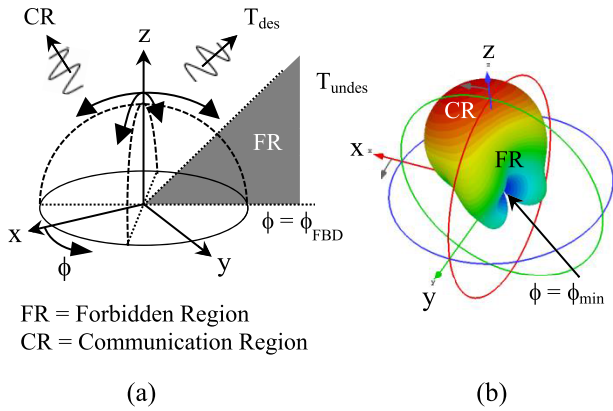 CR
T_des
z
T_undes
FR
x
y
ϕ
ϕ = ϕ_FBD
FR = Forbidden Region
CR = Communication Region
(a)
z
CR
x
FR
y
ϕ = ϕ_min
(b)